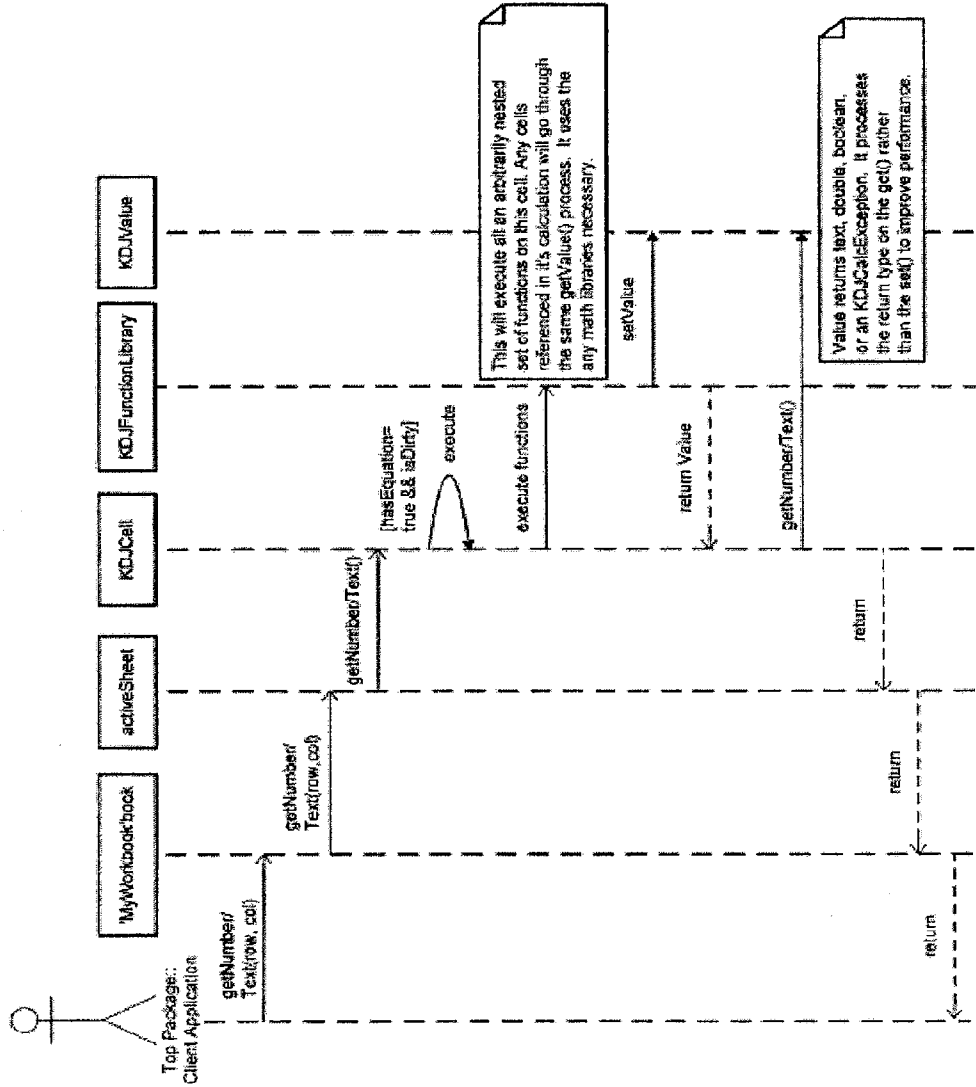 Top Package::
Client Application
'MyWorkbook'book
activeSheet
KDJCell
KDJFunctionLibrary
KDJValue
getNumber/
Text(row, col)
getNumber/
Text(row,col)
getNumber/Text()
[hasEquation=
true && isDirty]
execute
execute functions
This will execute all an arbitrarily nested
set of functions on this cell. Any cells
referenced in it's calculation will go through
the same getValue() process. It uses the
any math libraries necessary.
setValue
return Value
getNumber/Text()
Value returns text, double, boolean,
or an KDJCalcException. It processes
the return type on the get() rather
than the set() to improve performance.
return
return
return